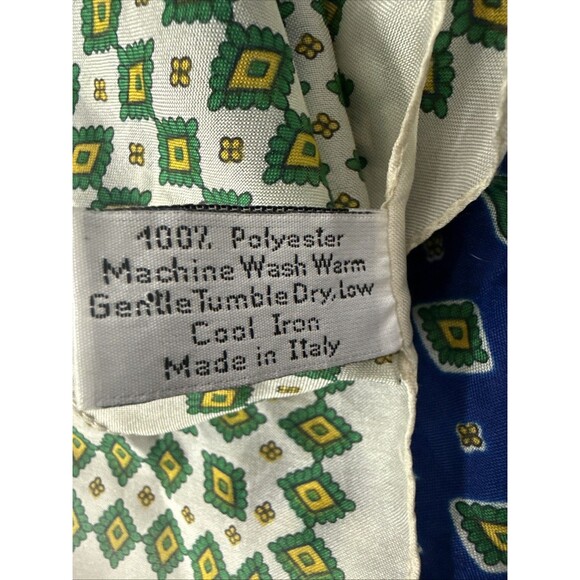 100% Polyester
Machine Wash Warm
Gentle Tumble Dry, Low
Cool Iron
Made in Italy